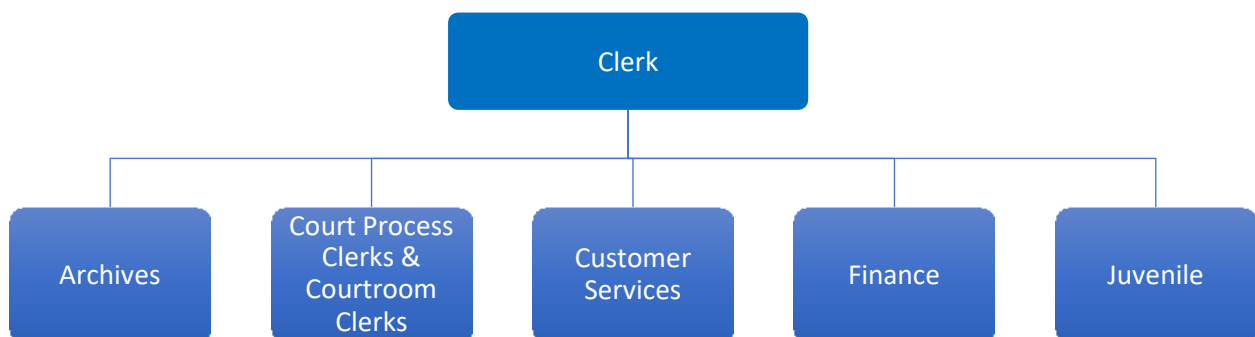 Clerk
Archives
Court Process
Clerks &
Courtroom
Clerks
Customer
Services
Finance
Juvenile